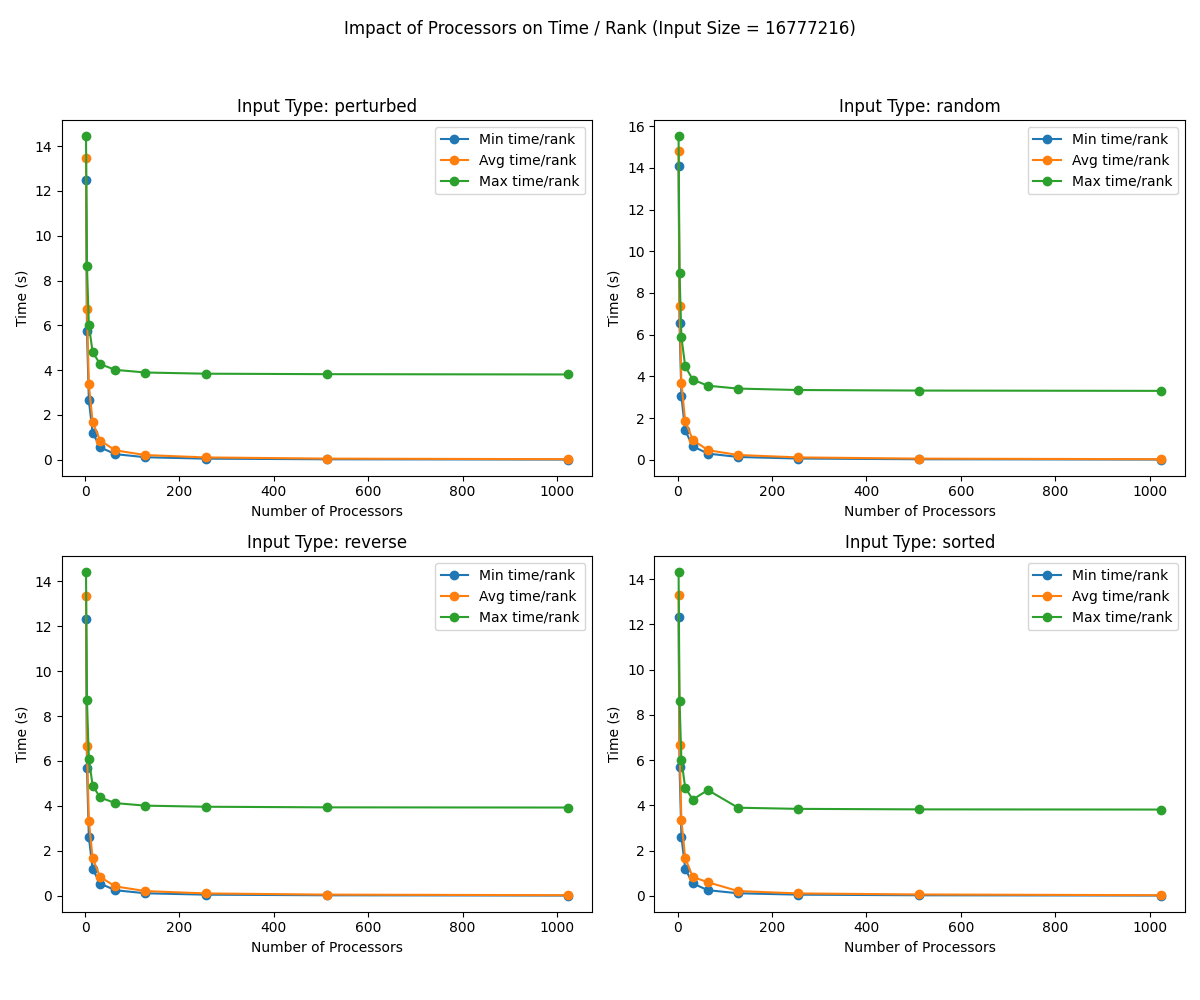 Impact of Processors on Time / Rank (Input Size = 16777216)
Input Type: perturbed
Min time/rank
Avg time/rank
Max time/rank
14
12
10
8
6
4
2
0
Time (s)
0 200 400 600 800 1000
Number of Processors
Input Type: random
Min time/rank
Avg time/rank
Max time/rank
16
14
12
10
8
6
4
2
0
Time (s)
0 200 400 600 800 1000
Number of Processors
Input Type: reverse
Min time/rank
Avg time/rank
Max time/rank
14
12
10
8
6
4
2
0
Time (s)
0 200 400 600 800 1000
Number of Processors
Input Type: sorted
Min time/rank
Avg time/rank
Max time/rank
14
12
10
8
6
4
2
0
Time (s)
0 200 400 600 800 1000
Number of Processors